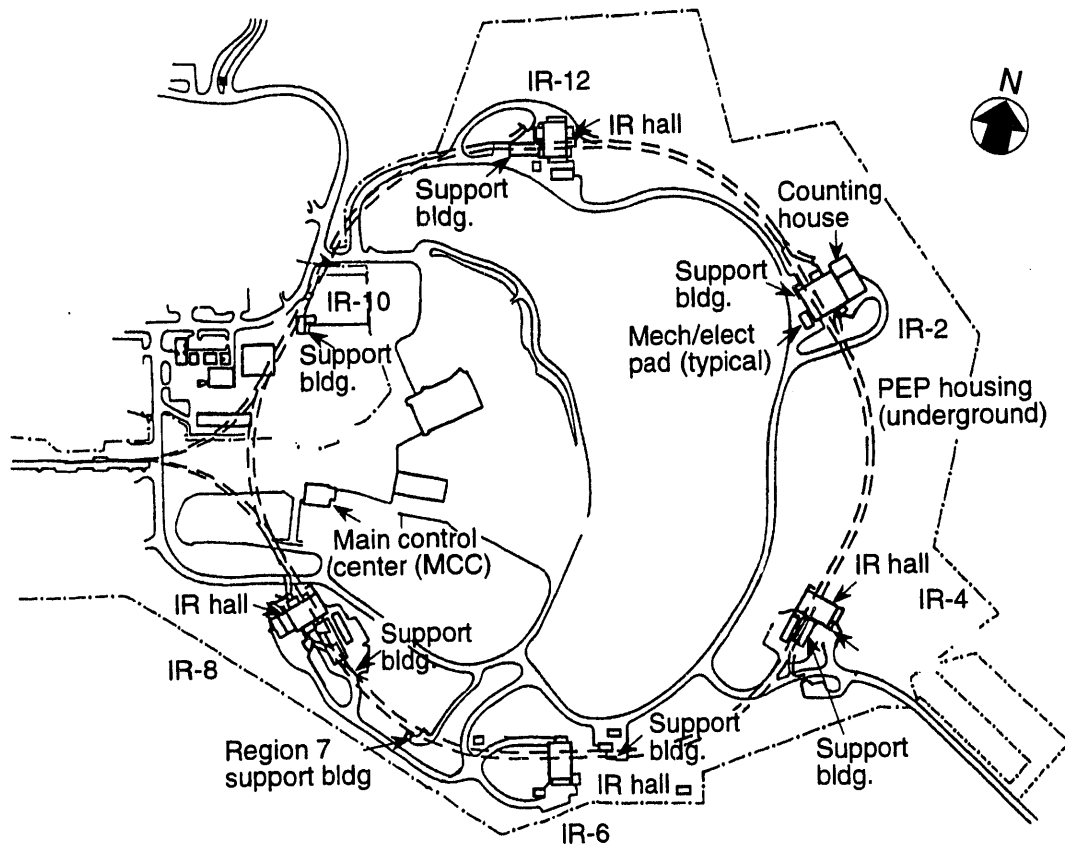 IR-12
N
IR hall
Support
bldg.
Counting
house
Support
bldg.
IR-10
IR-2
Support
bldg.
Mech/elect
pad (typical)
PEP housing
(underground)
Main control
center (MCC)
IR hall
IR-4
IR hall
Support
bldg.
IR-8
Support
bldg.
Region 7
support bldg
Support
bldg.
IR hall
IR-6